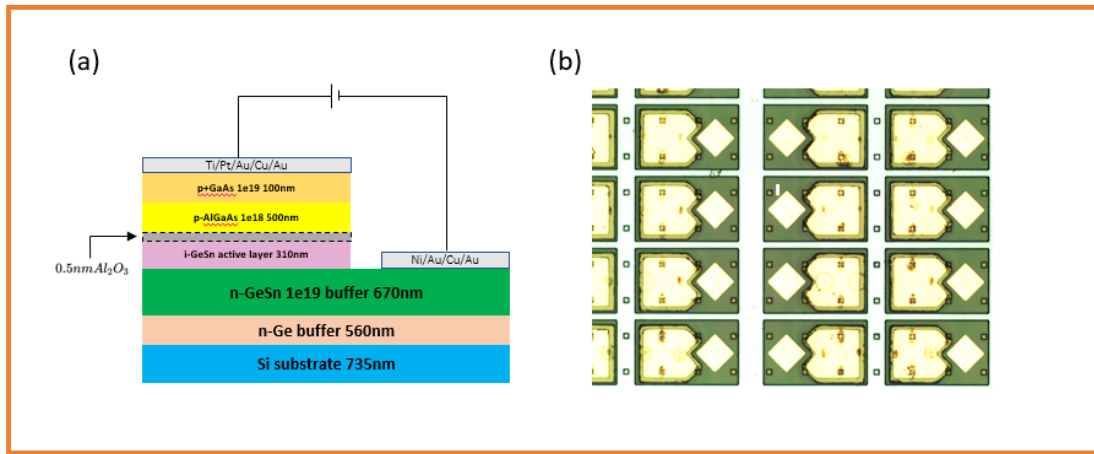 (a)
(b)
Ti/Pt/Au/Cu/Au
p+GaAs 1e19 100nm
p-AlGaAs 1e18 500nm
0.5nmAl₂O₃
i-GeSn active layer 310nm
Ni/Au/Cu/Au
n-GeSn 1e19 buffer 670nm
n-Ge buffer 560nm
Si substrate 735nm